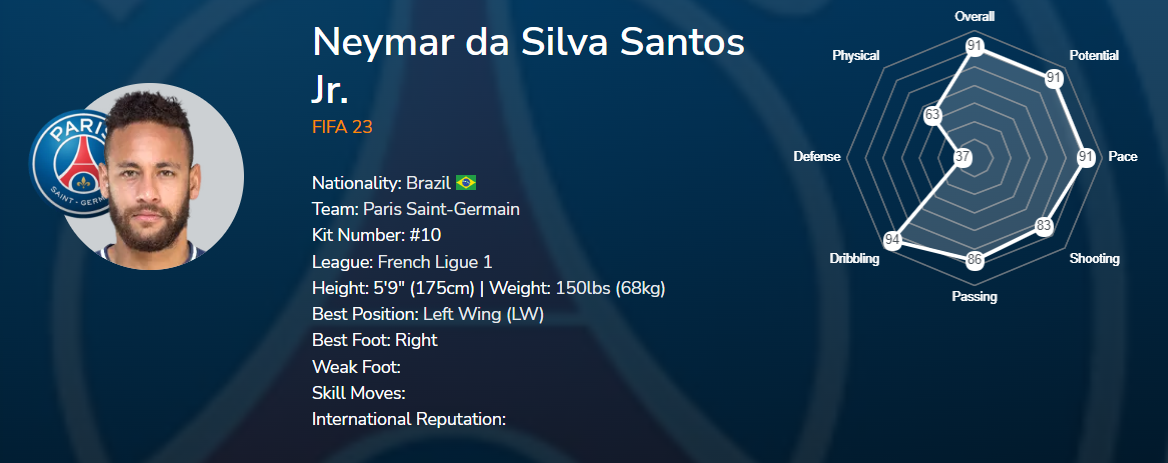 Neymar da Silva Santos
Jr.
FIFA 23
Nationality: Brazil
Team: Paris Saint-Germain
Kit Number: #10
League: French Ligue 1
Height: 5'9" (175cm) | Weight: 150lbs (68kg)
Best Position: Left Wing (LW)
Best Foot: Right
Weak Foot:
Skill Moves:
International Reputation:
PARIS
SAINT - GERM
Overall
91
Potential
91
Pace
91
Shooting
83
Passing
86
Dribbling
94
Defense
37
Physical
63